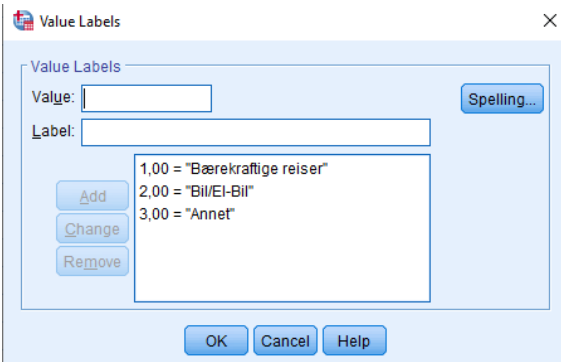 Value Labels
Value Labels
Value:
Spelling...
Label:
1,00 = "Bærekraftige reiser"
Add
2,00 = "Bil/El-Bil"
3,00 = "Annet"
Change
Remove
OK Cancel Help